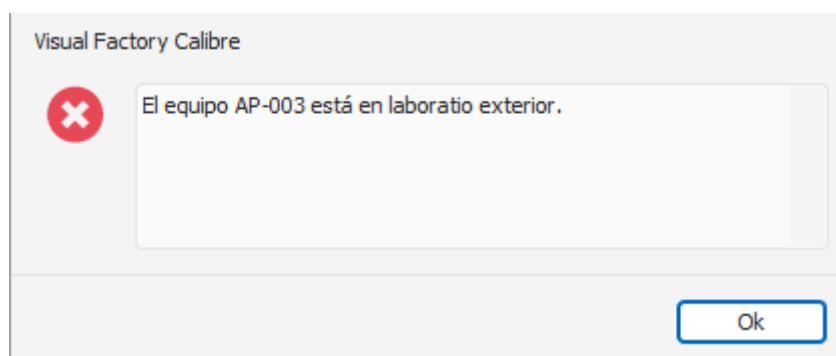 Visual Factory Calibre
El equipo AP-003 está en laboratio exterior.
Ok